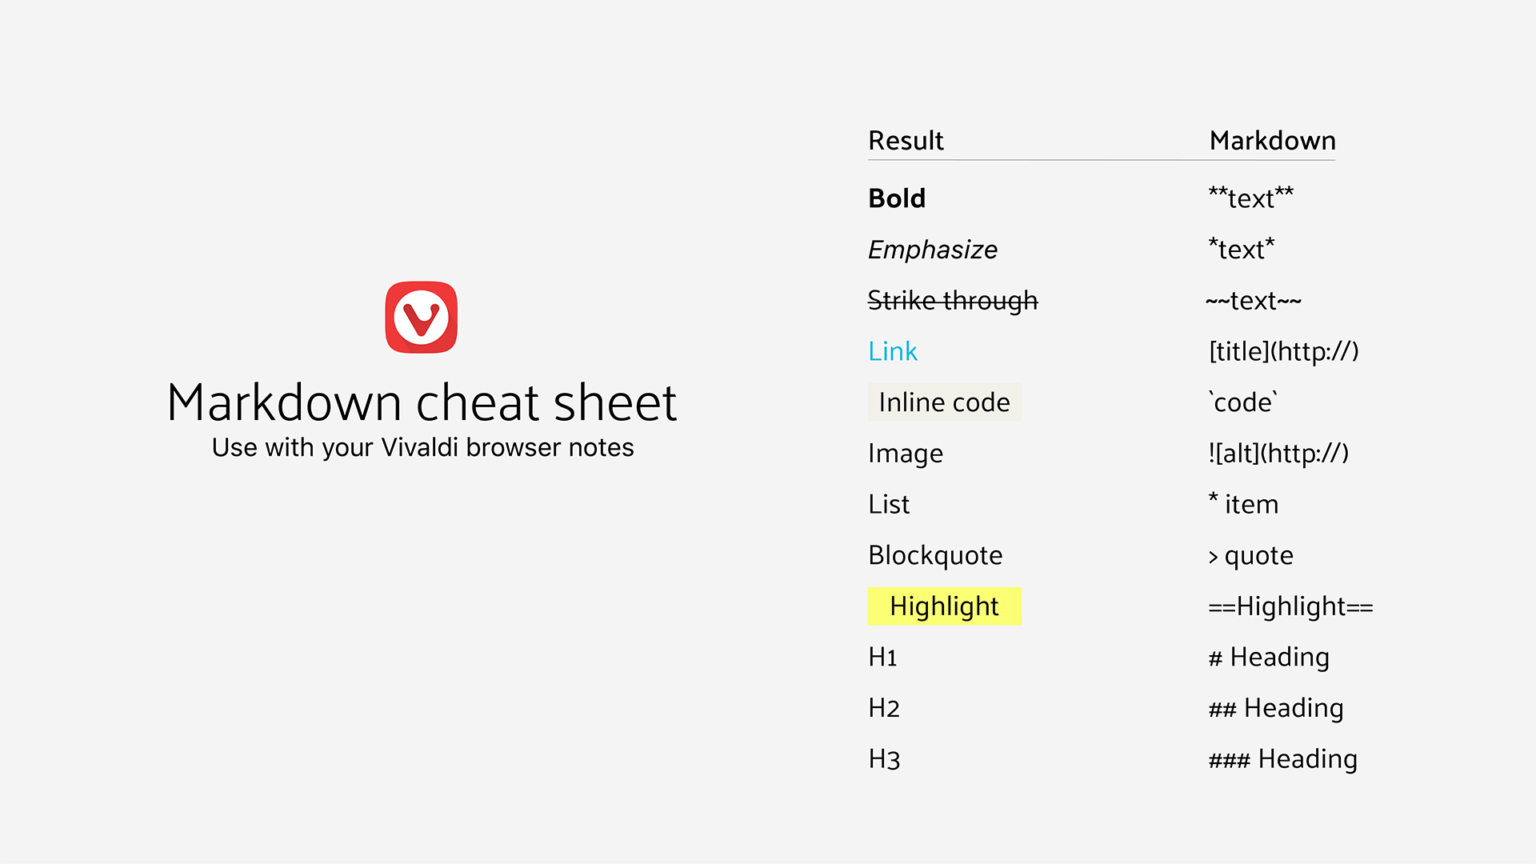 Markdown cheat sheet
Use with your Vivaldi browser notes
Result Markdown
Bold **text**
Emphasize *text*
Strike through ~~text~~
Link [title](http://)
Inline code `code`
Image ![alt](http://)
List * item
Blockquote > quote
Highlight ==Highlight==
H1 # Heading
H2 ## Heading
H3 ### Heading